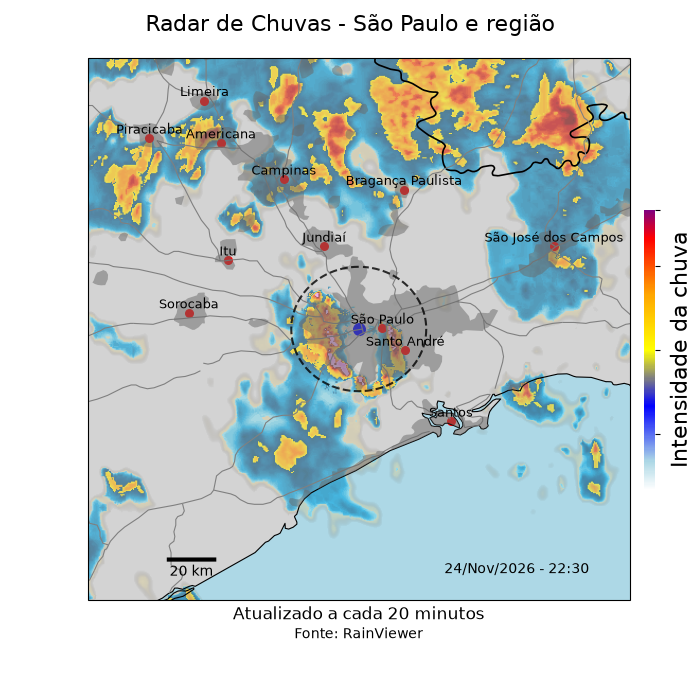 Radar de Chuvas - São Paulo e região
Limeira
Piracicaba
Americana
Campinas
Bragança Paulista
Jundiaí
São José dos Campos
Itu
Sorocaba
São Paulo
Santo André
Santos
20 km
24/Nov/2026 - 22:30
Intensidade da chuva
Atualizado a cada 20 minutos
Fonte: RainViewer